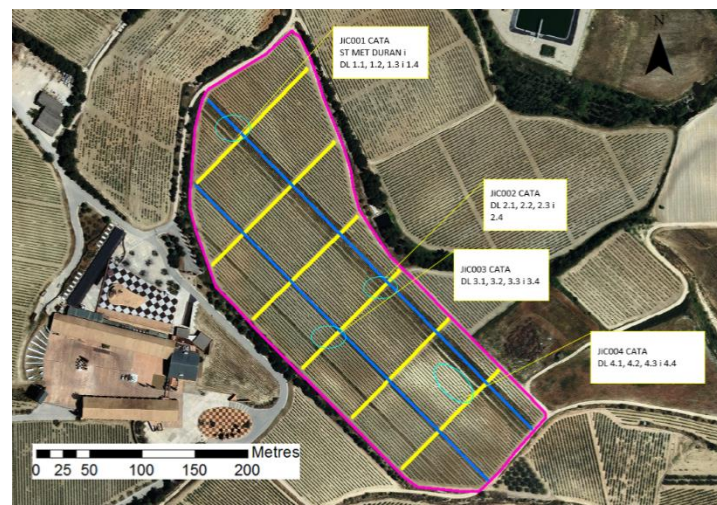 JIC001 CATA
ST MET DURAN i
DL 1.1, 1.2, 1.3 i 1.4
N
JIC002 CATA
DL 2.1, 2.2, 2.3 i
2.4
JIC003 CATA
DL 3.1, 3.2, 3.3 i 3.4
JIC004 CATA
DL 4.1, 4.2, 4.3 i 4.4
Metres
0 25 50 100 150 200